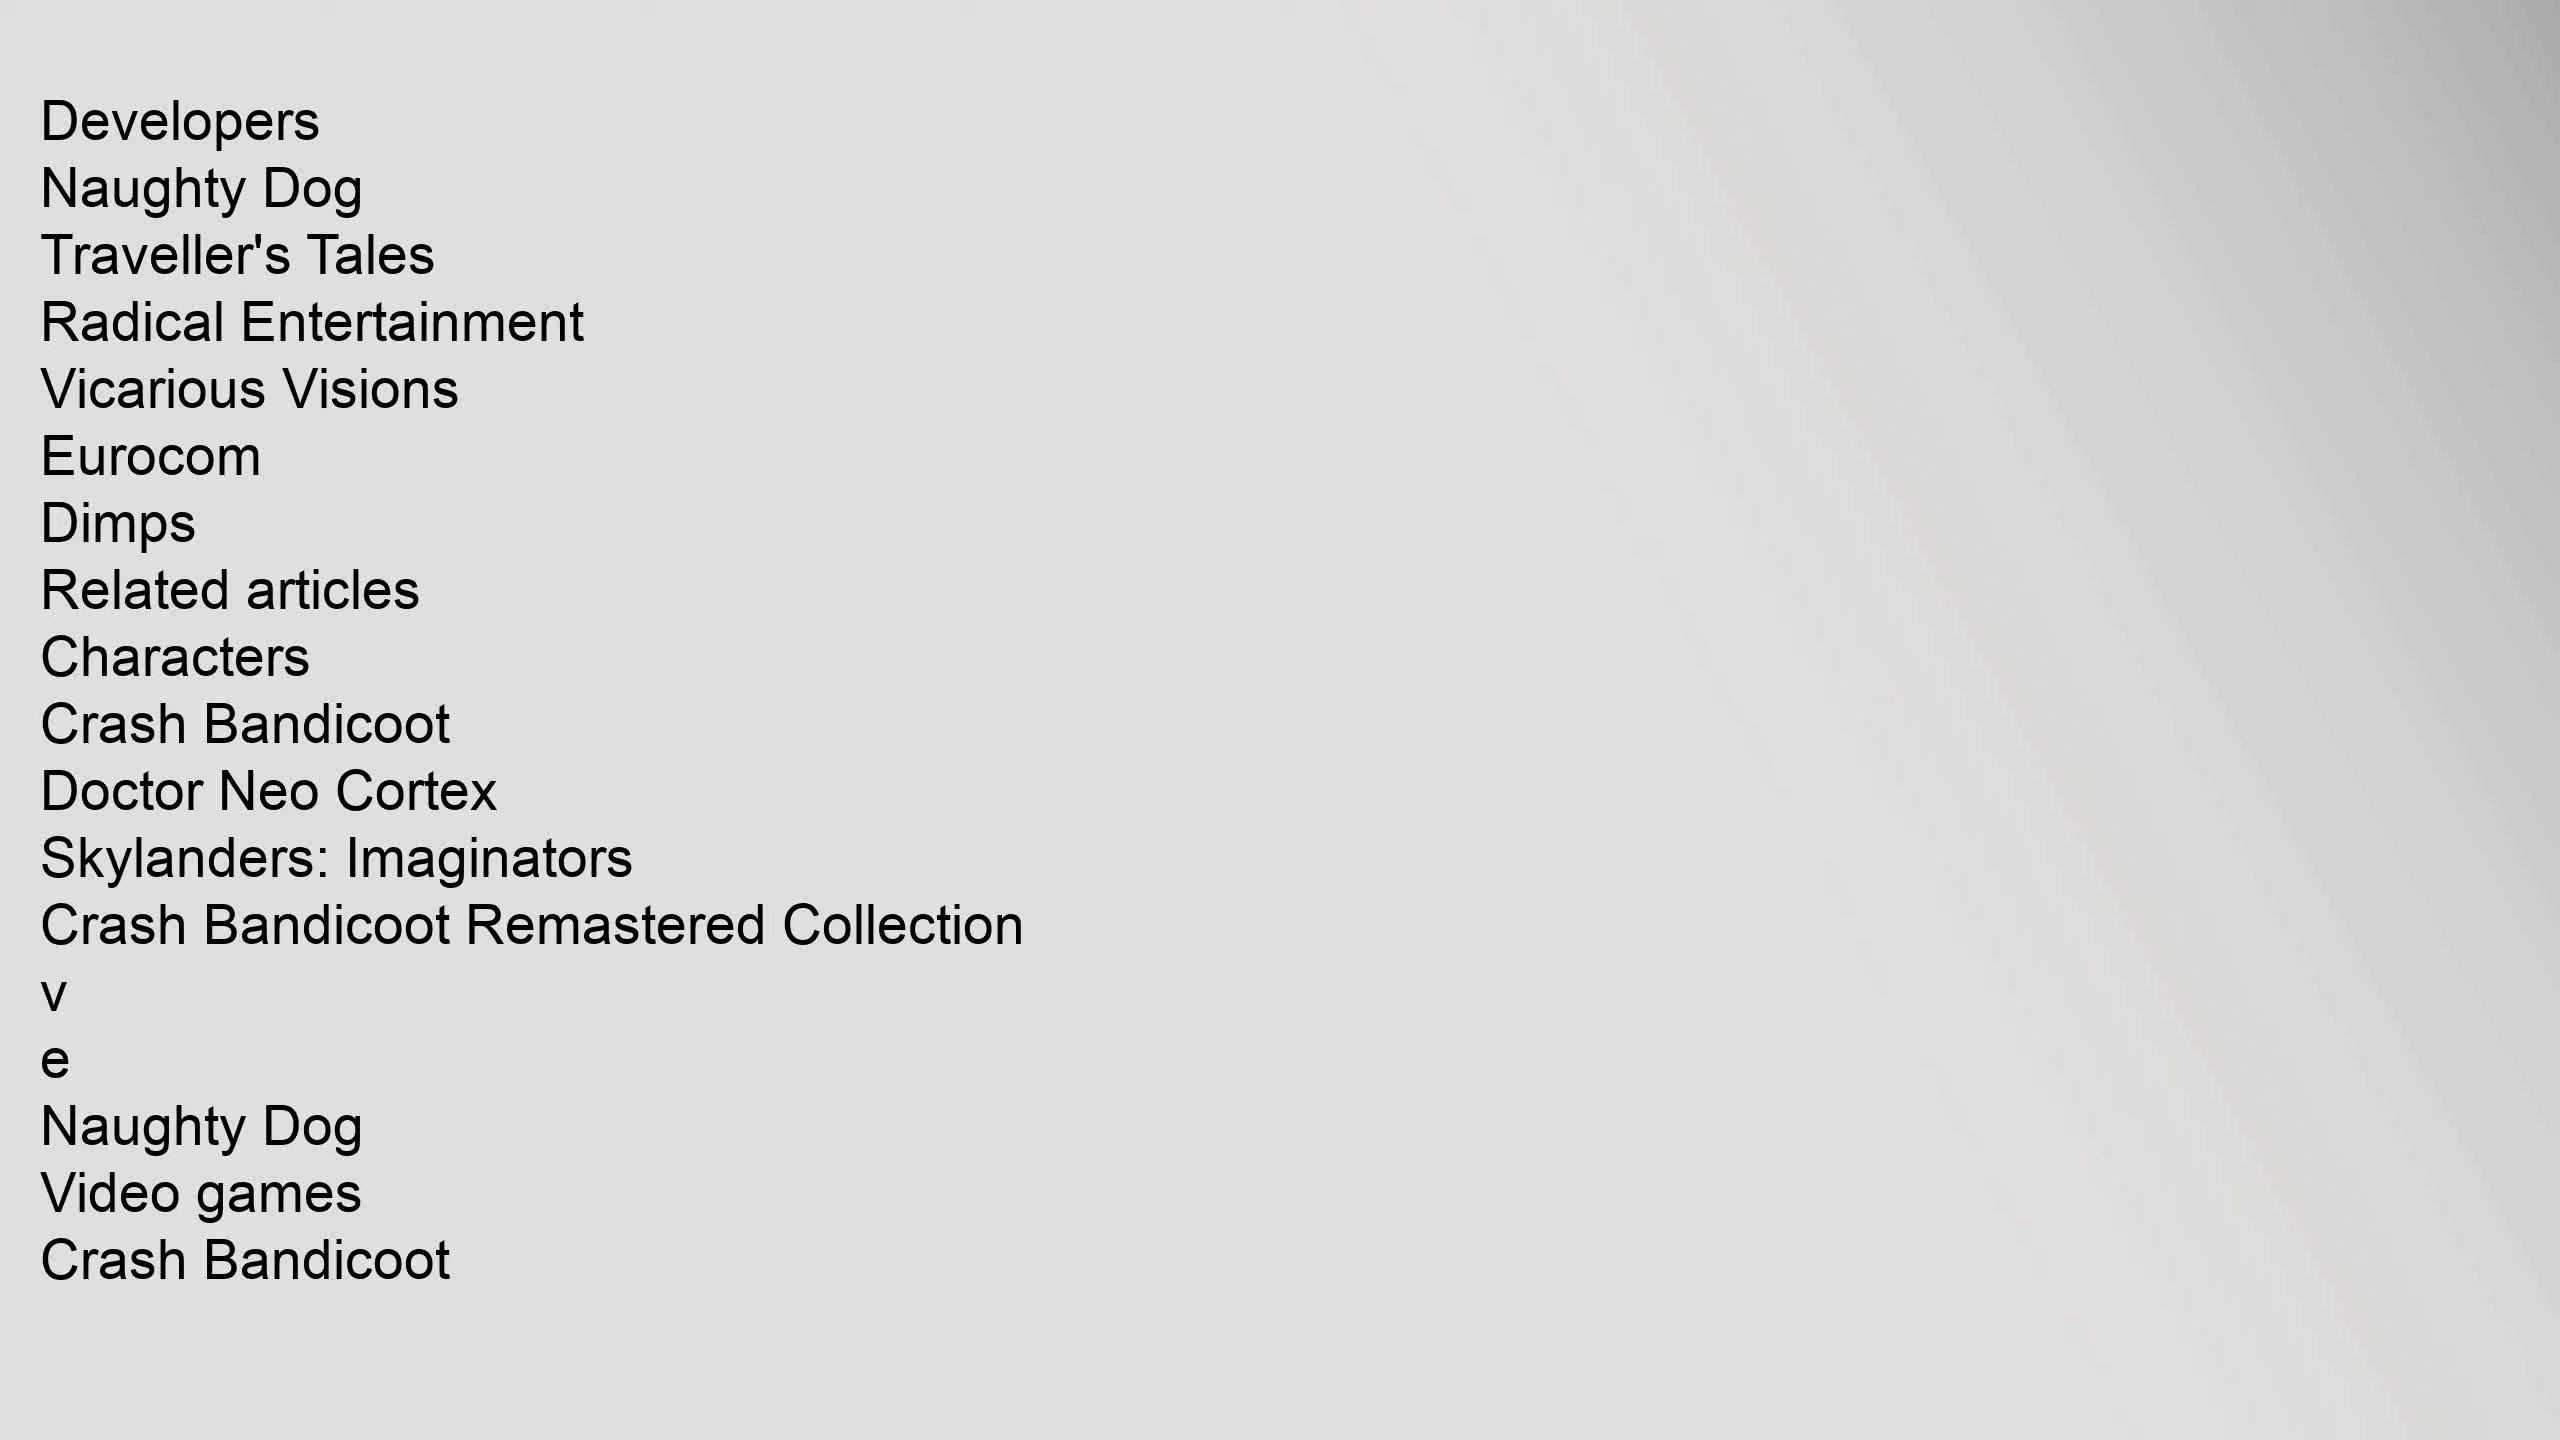 Developers
Naughty Dog
Traveller's Tales
Radical Entertainment
Vicarious Visions
Eurocom
Dimps
Related articles
Characters
Crash Bandicoot
Doctor Neo Cortex
Skylanders: Imaginators
Crash Bandicoot Remastered Collection
v
e
Naughty Dog
Video games
Crash Bandicoot